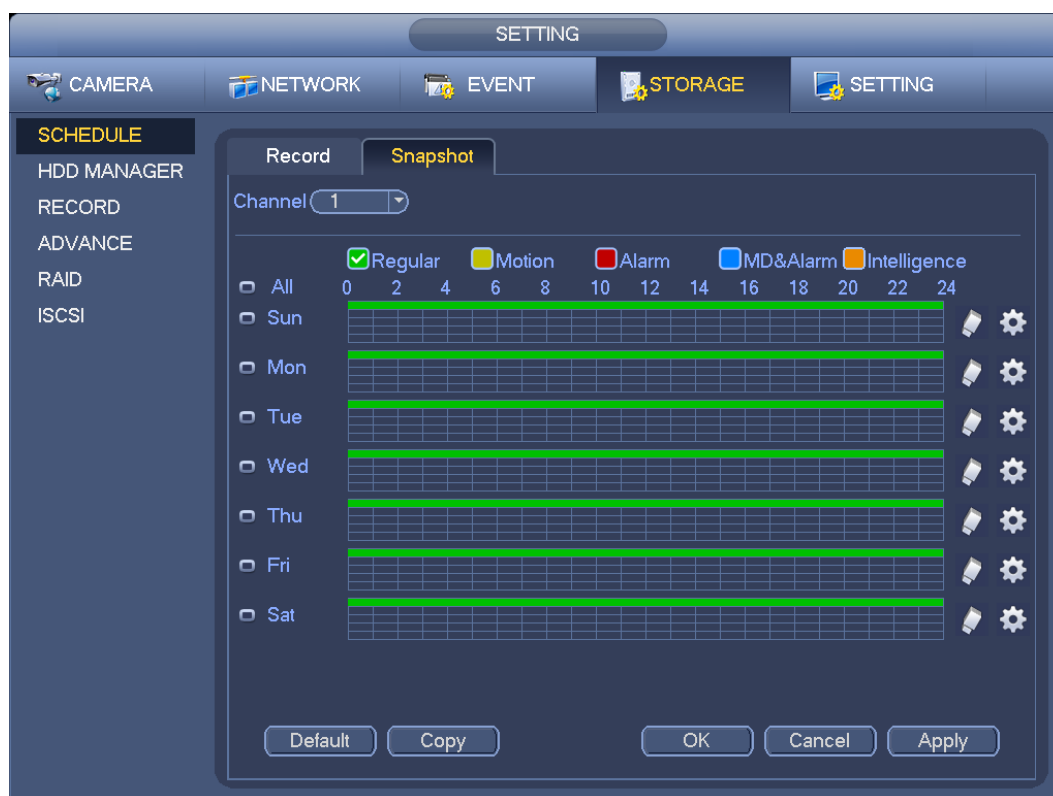 SETTING
CAMERA NETWORK EVENT STORAGE SETTING
SCHEDULE
HDD MANAGER
RECORD
ADVANCE
RAID
ISCSI
Record Snapshot
Channel 1
Regular Motion Alarm MD&Alarm Intelligence
All 0 2 4 6 8 10 12 14 16 18 20 22 24
Sun
Mon
Tue
Wed
Thu
Fri
Sat
Default Copy OK Cancel Apply